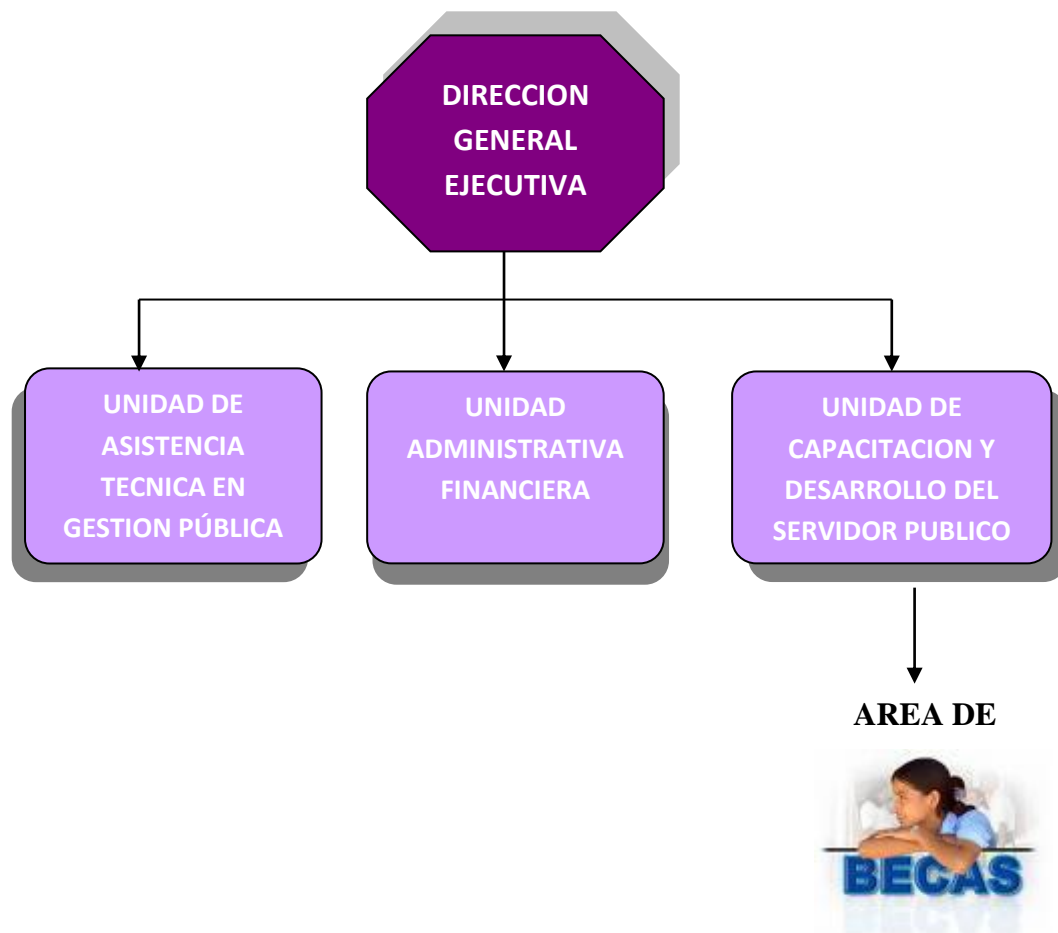 DIRECCION
GENERAL
EJECUTIVA
UNIDAD DE
ASISTENCIA
TECNICA EN
GESTION PÚBLICA
UNIDAD
ADMINISTRATIVA
FINANCIERA
UNIDAD DE
CAPACITACION Y
DESARROLLO DEL
SERVIDOR PUBLICO
AREA DE
BECAS